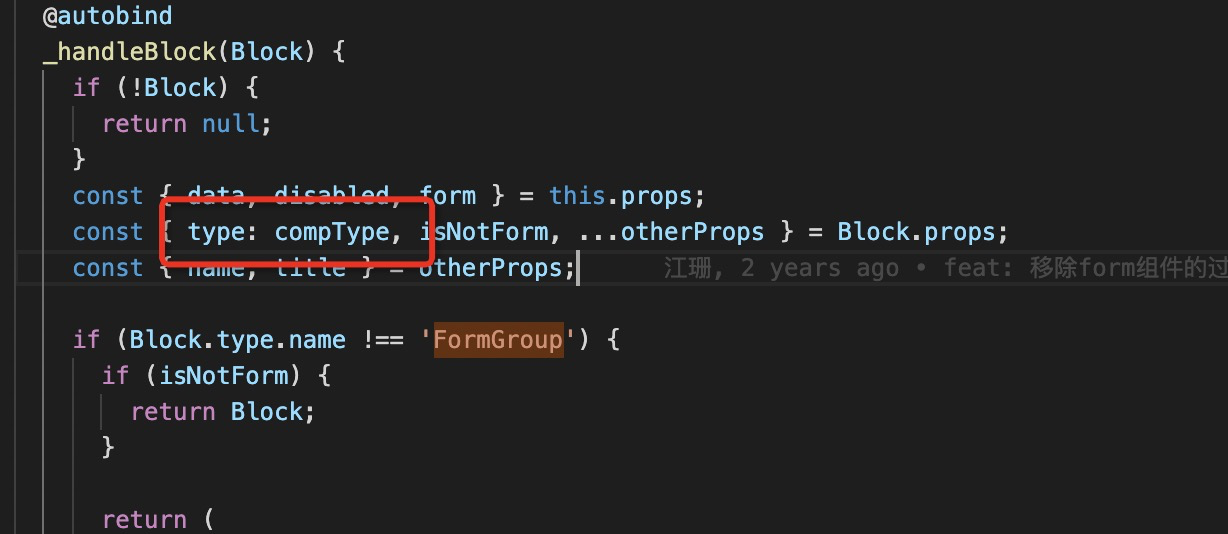 @autobind
_handleBlock(Block) {
if (!Block) {
return null;
}
const { data, disabled, form } = this.props;
const { type: compType, isNotForm, ...otherProps } = Block.props;
const { name, title } = otherProps; 江珊, 2 years ago • feat: 移除form组件的过
if (Block.type.name !== 'FormGroup') {
if (isNotForm) {
return Block;
}
return (